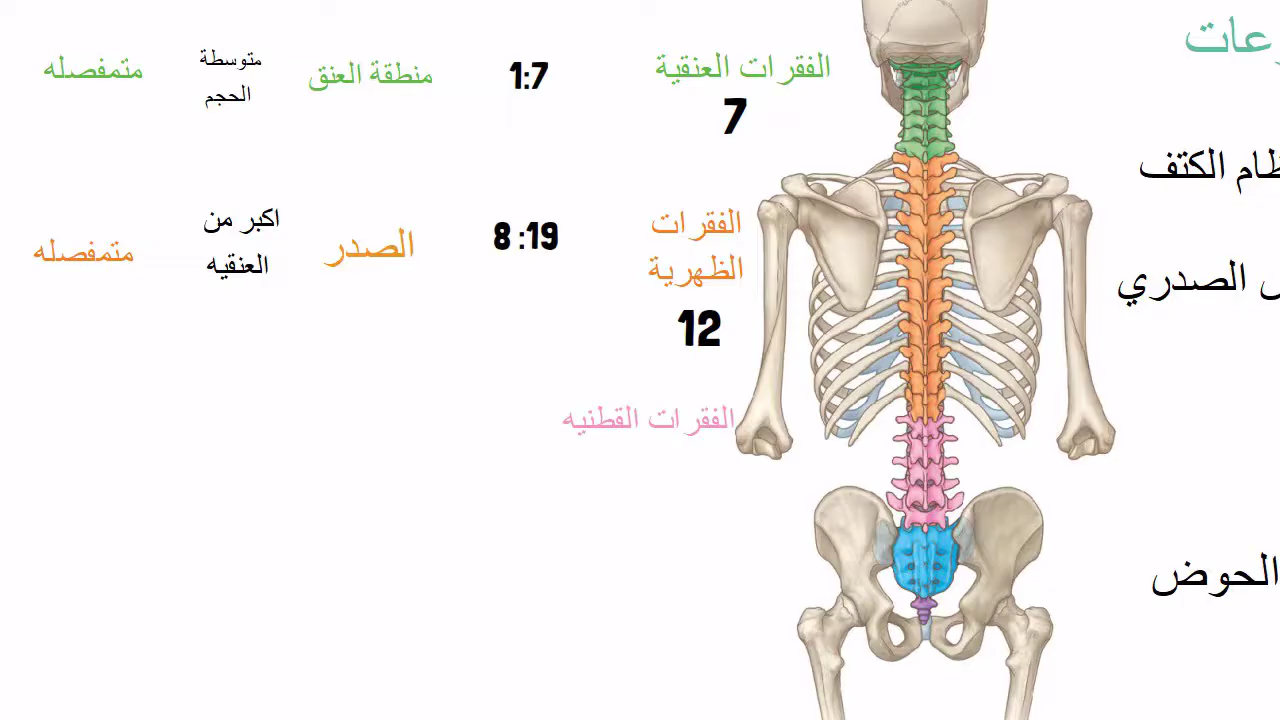 الفقرات العنقية
7
1:7
منطقة العنق
متوسطة
الحجم
متمفصله
الفقرات
الظهرية
12
8 :19
الصدر
اكبر من
العنقيه
متمفصله
الفقرات القطنيه
الكتف
الصدري
الحوض